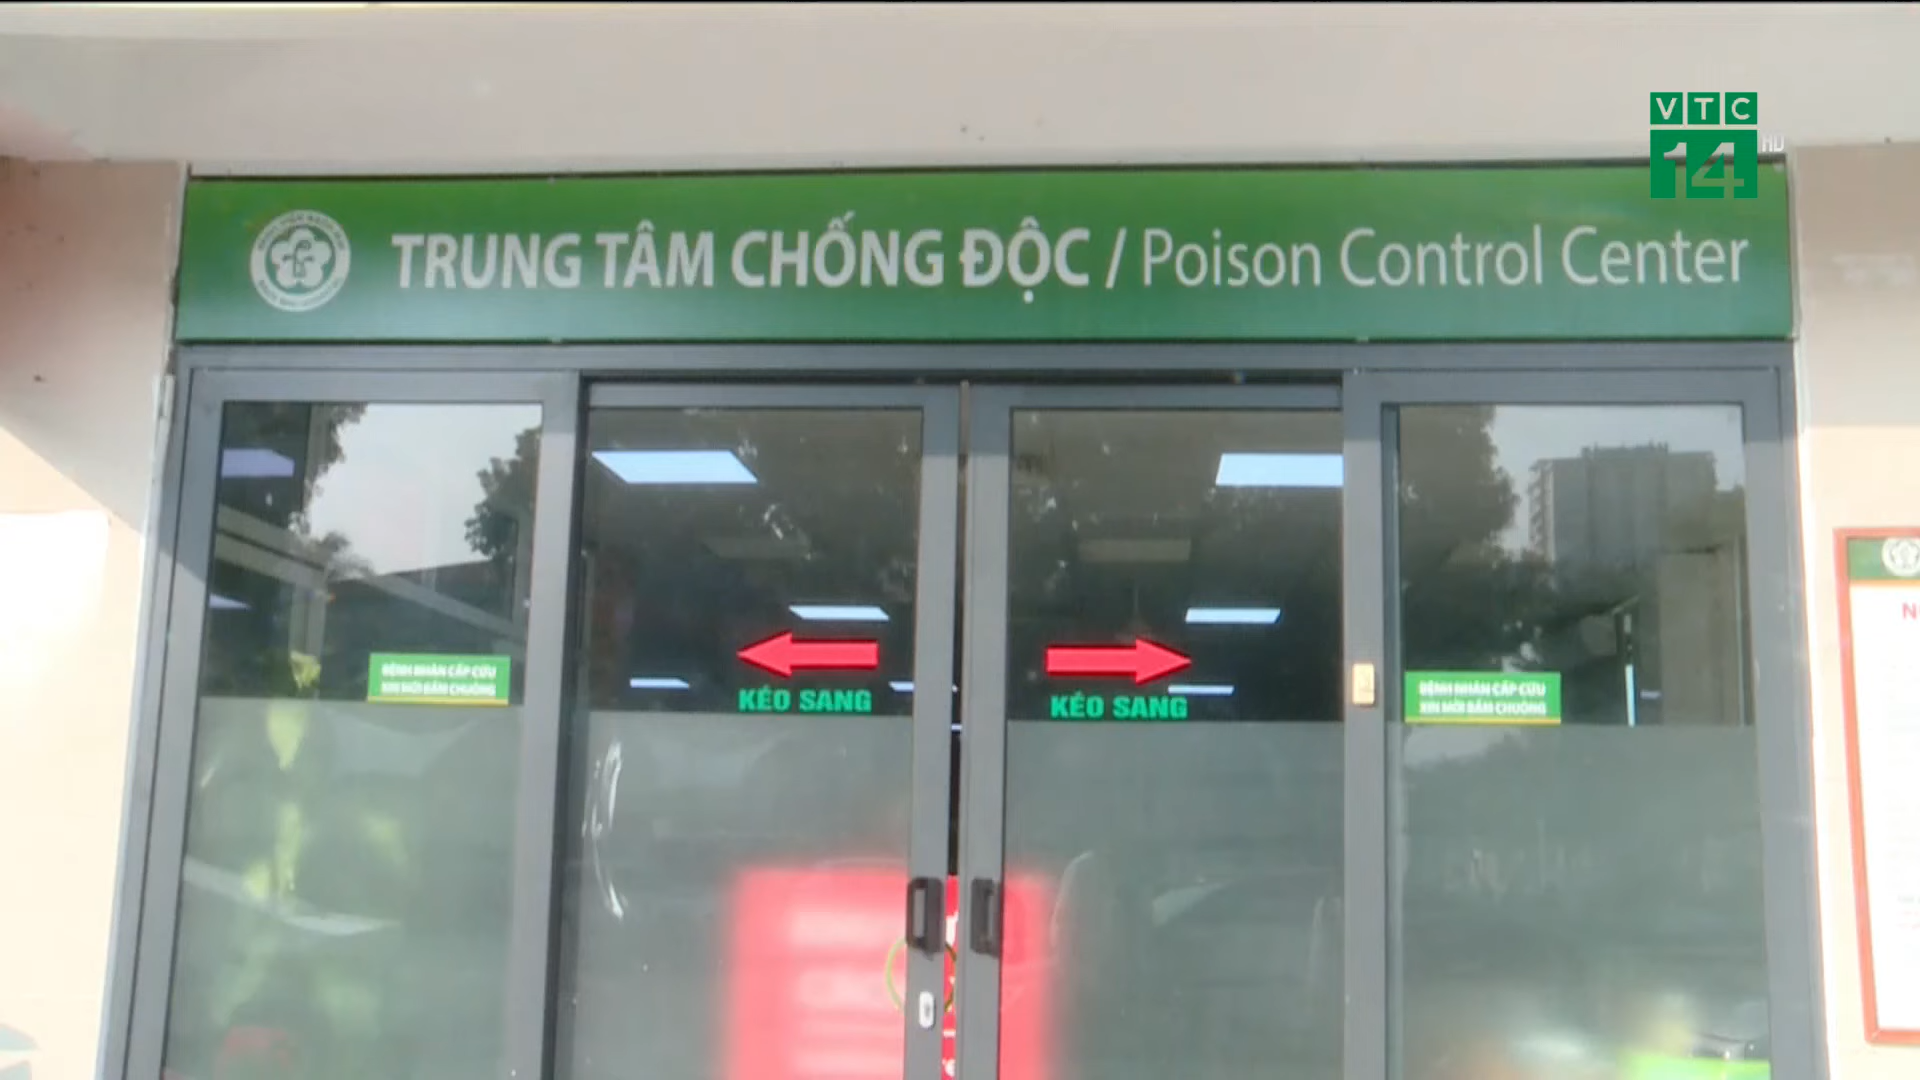 VTC
14 HD
TRUNG TÂM CHỐNG ĐỘC / Poison Control Center
KÉO SANG
KÉO SANG
BỆNH NHÂN CẤP CỨU
XIN MỜI BẤM CHUÔNG
BỆNH NHÂN CẤP CỨU
XIN MỜI BẤM CHUÔNG